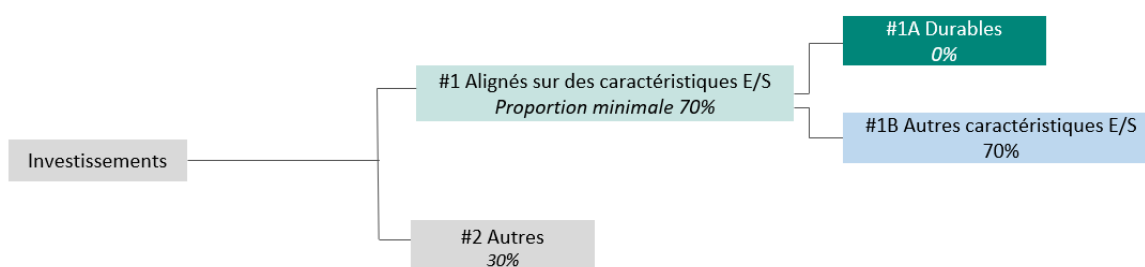 #1A Durables
0%
#1 Alignés sur des caractéristiques E/S
Proportion minimale 70%
#1B Autres caractéristiques E/S
70%
Investissements
#2 Autres
30%